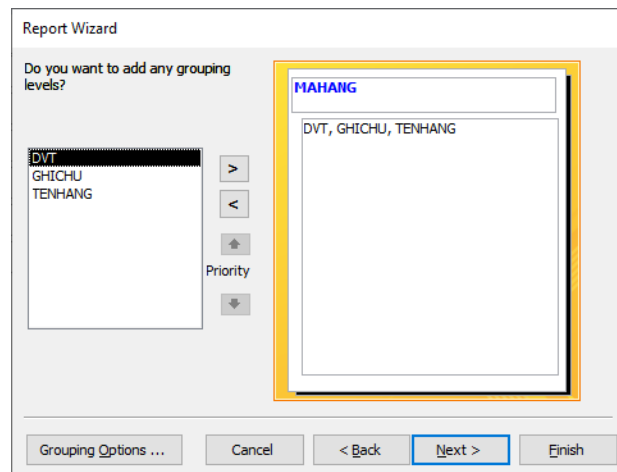 Report Wizard
Do you want to add any grouping
levels?
MAHANG
DVT, GHICHU, TENHANG
DVT
GHICHU
TENHANG
>
<
Priority
Grouping Options ...
Cancel
< Back
Next >
Finish